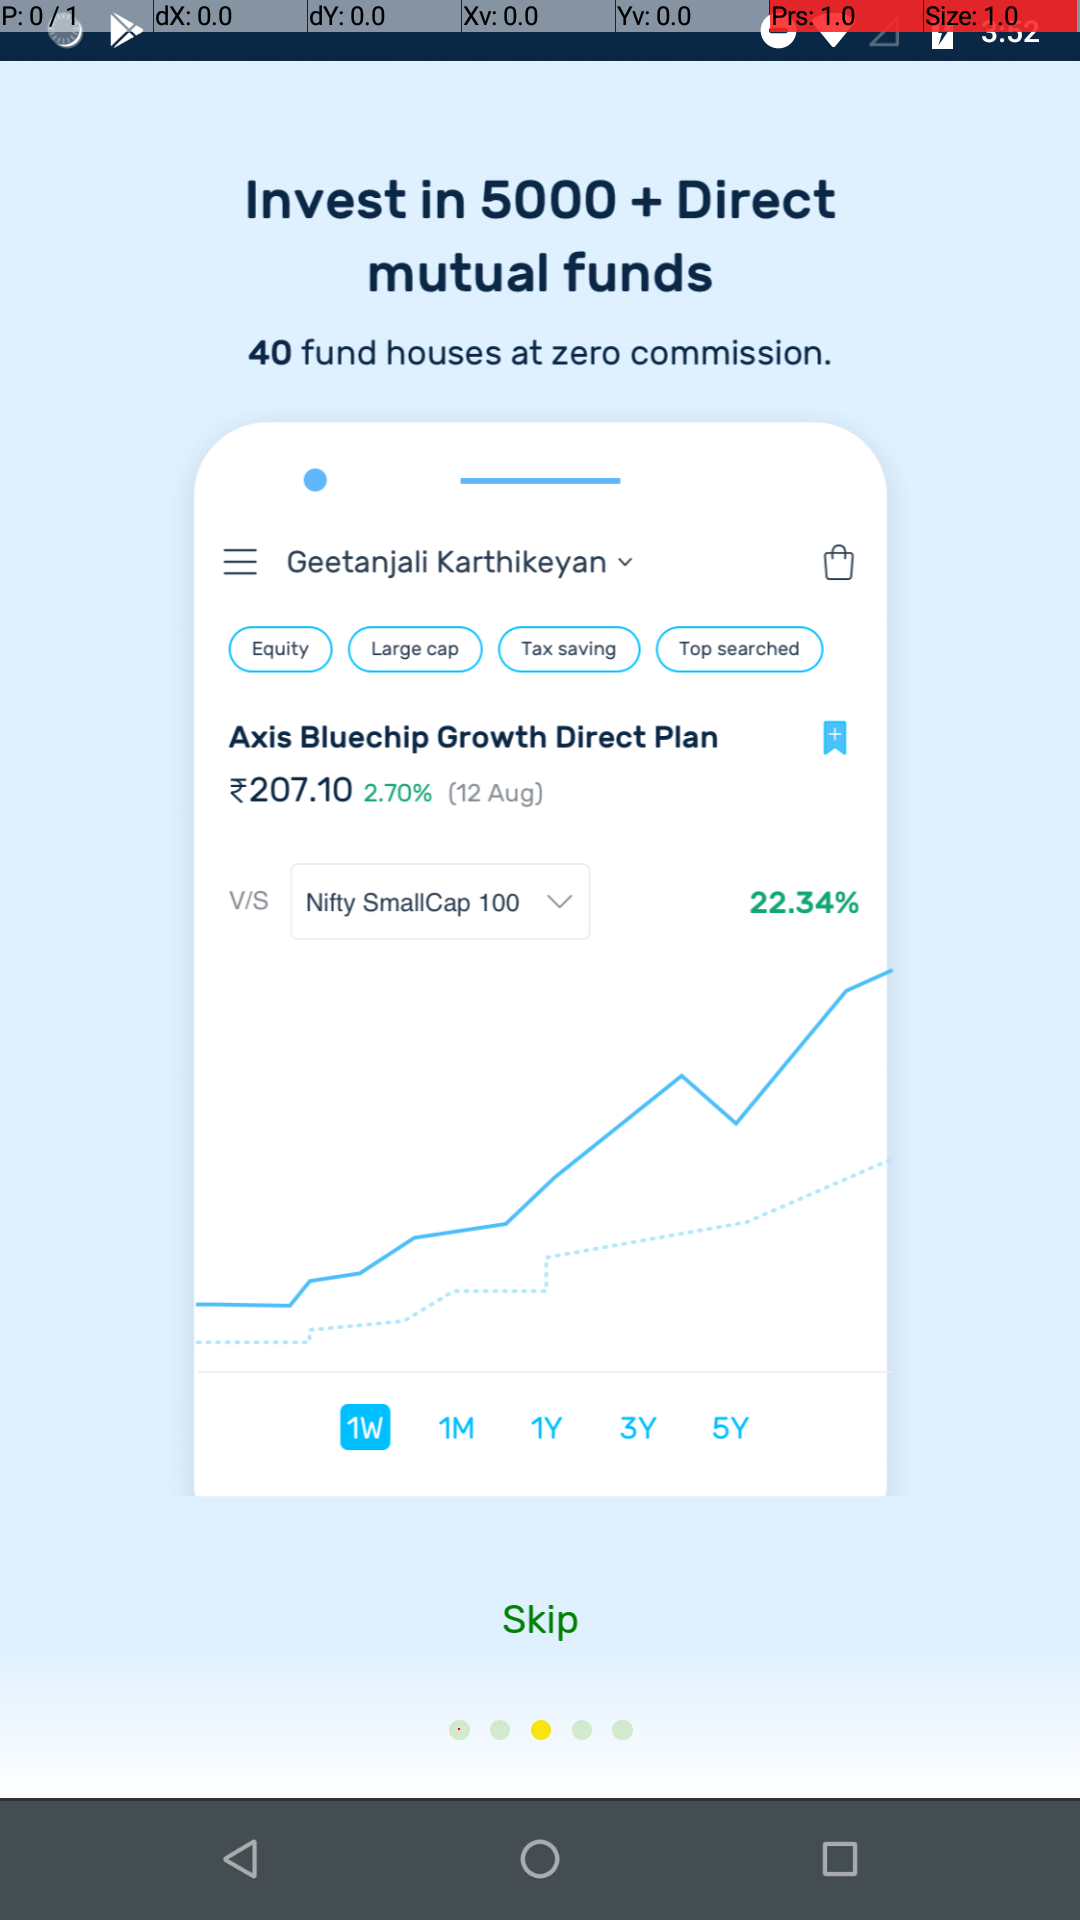 P: 0 / 1 dX: 0.0 dY: 0.0 Xv: 0.0 Yv: 0.0 Prs: 1.0 Size: 1.0
3:52
Invest in 5000 + Direct
mutual funds
40 fund houses at zero commission.
Geetanjali Karthikeyan
Equity Large cap Tax saving Top searched
Axis Bluechip Growth Direct Plan
₹207.10 2.70% (12 Aug)
V/S Nifty SmallCap 100 22.34%
1W 1M 1Y 3Y 5Y
Skip